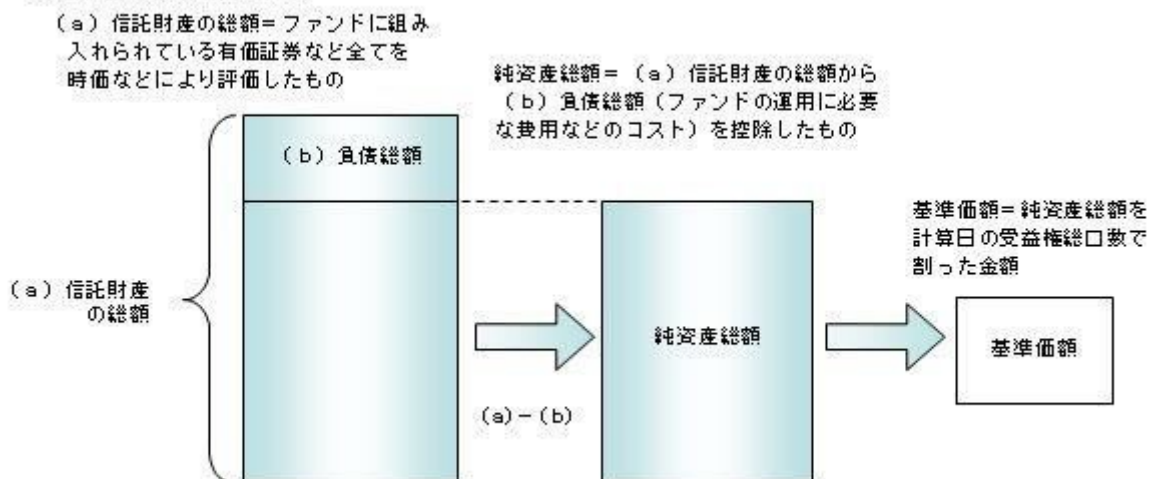 （a）信託財産の総額＝ファンドに組み
入れられている有価証券など全てを
時価などにより評価したもの
純資産総額＝（a）信託財産の総額から
（b）負債総額（ファンドの運用に必要
な費用などのコスト）を控除したもの
（b）負債総額
基準価額＝純資産総額を
計算日の受益権総口数で
割った金額
（a）信託財産
の総額
純資産総額
基準価額
（a）－（b）